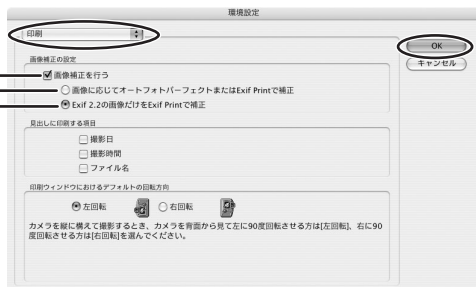 環境設定
印刷
OK
キャンセル
画像補正の設定
画像補正を行う
画像に応じてオートフォトパーフェクトまたはExif Printで補正
Exif 2.2の画像だけをExif Printで補正
見出しに印刷する項目
撮影日
撮影時間
ファイル名
印刷ウィンドウにおけるデフォルトの回転方向
左回転
右回転
カメラを縦に構えて撮影するとき、カメラを背面から見て左に90度回転させる方は[左回転]、右に90
度回転させる方は[右回転]を選んでください。